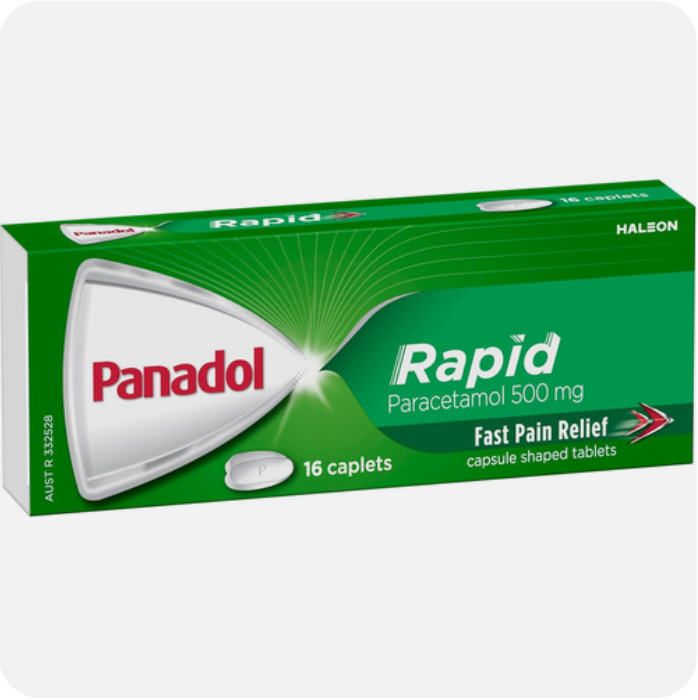 Panadol Rapid 16 caplets
HALEON
Panadol
Rapid
Paracetamol 500 mg
Fast Pain Relief
capsule shaped tablets
P
16 caplets
AUST R 332528